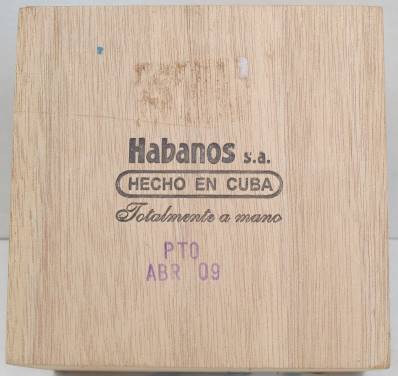 Habanos s.a.
HECHO EN CUBA
Totalmente a mano
PTO
ABR 09